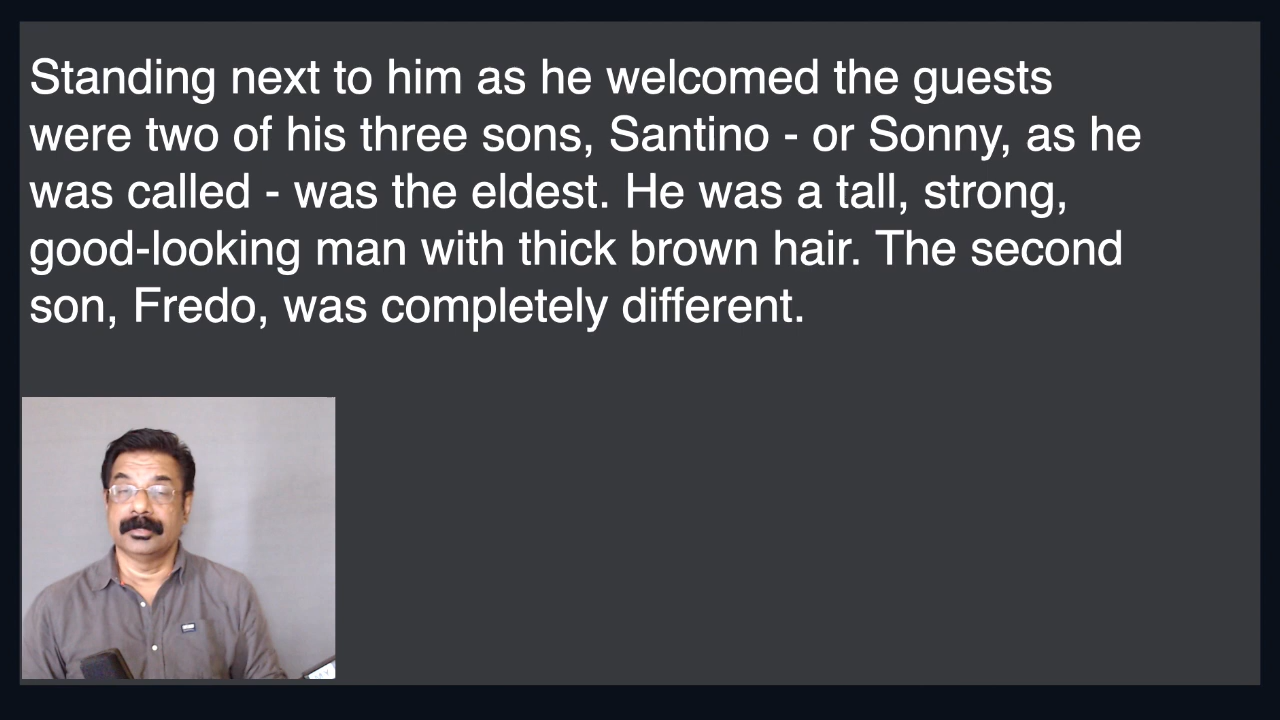 Standing next to him as he welcomed the guests
were two of his three sons, Santino - or Sonny, as he
was called - was the eldest. He was a tall, strong,
good-looking man with thick brown hair. The second
son, Fredo, was completely different.